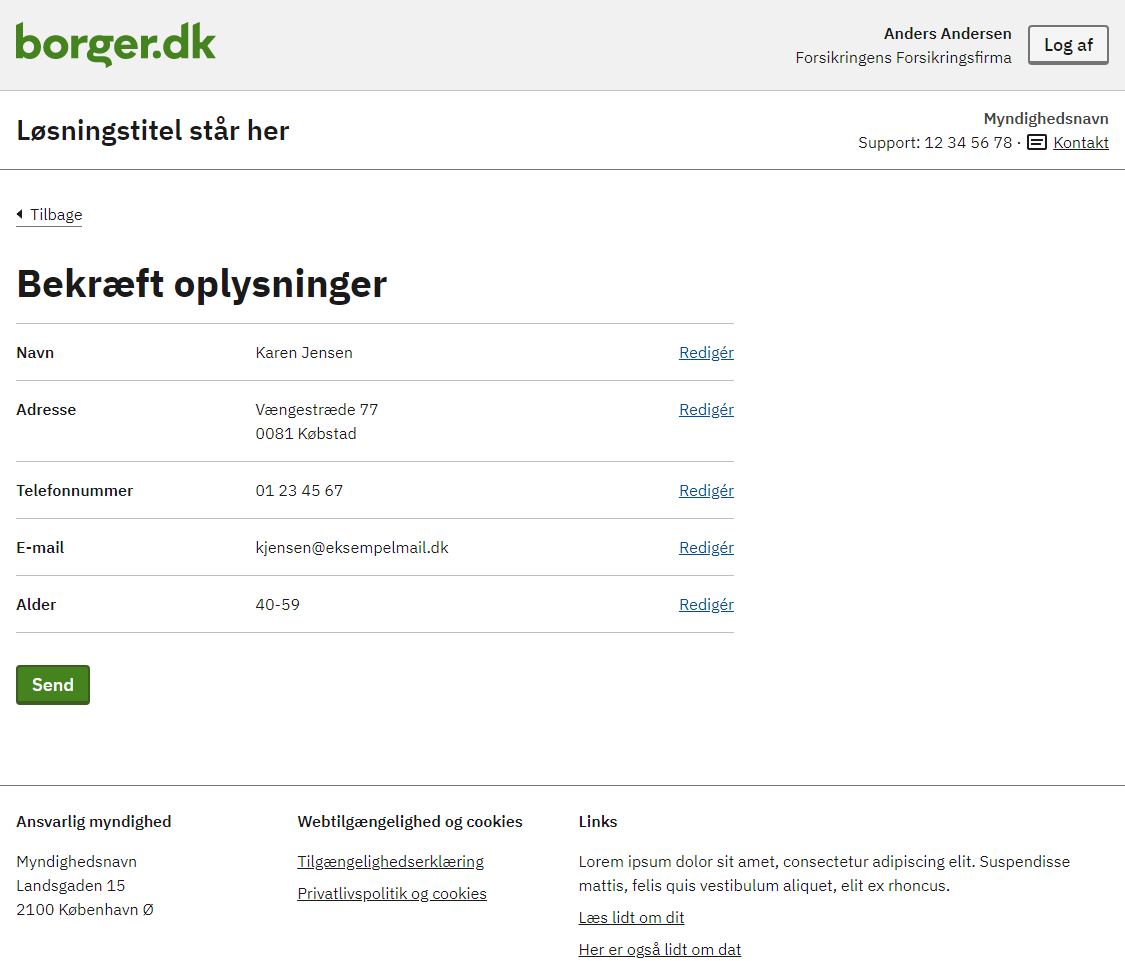 borger.dk
Anders Andersen
Forsikringens Forsikringsfirma
Log af
Løsningstitel står her
Myndighedsnavn
Support: 12 34 56 78 · Kontakt
Tilbage
Bekræft oplysninger
Navn Karen Jensen Redigér
Adresse Vængestræde 77 Redigér
0081 Købstad
Telefonnummer 01 23 45 67 Redigér
E-mail kjensen@eksempelmail.dk Redigér
Alder 40-59 Redigér
Send
Ansvarlig myndighed
Myndighedsnavn
Landsgaden 15
2100 København Ø
Webtilgængelighed og cookies
Tilgængelighedserklæring
Privatlivspolitik og cookies
Links
Lorem ipsum dolor sit amet, consectetur adipiscing elit. Suspendisse
mattis, felis quis vestibulum aliquet, elit ex rhoncus.
Læs lidt om dit
Her er også lidt om dat